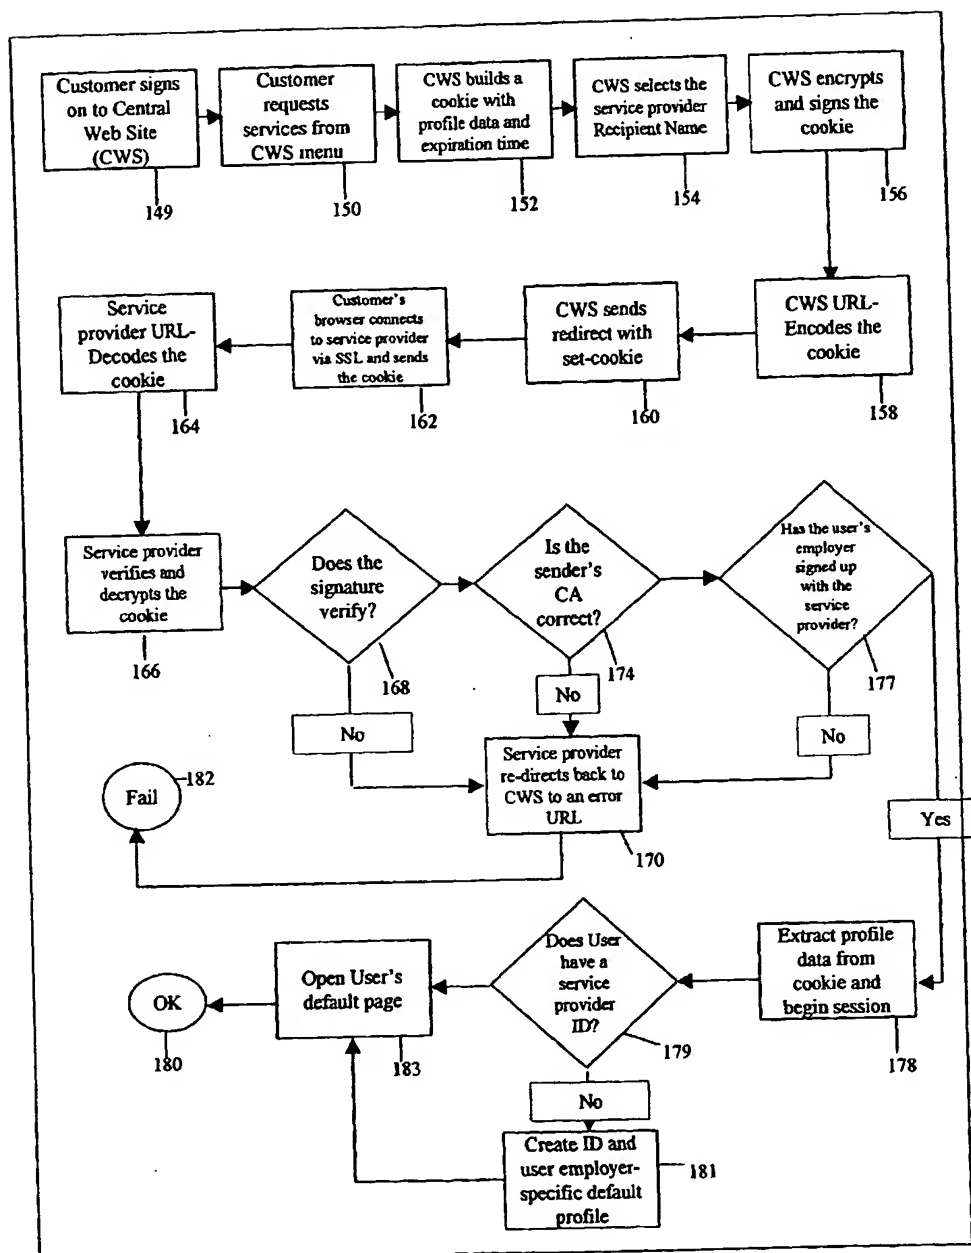 Customer signs
on to Central
Web Site
(CWS)
149
Customer
requests
services from
CWS menu
150
CWS builds a
cookie with
profile data and
expiration time
152
CWS selects the
service provider
Recipient Name
154
CWS encrypts
and signs the
cookie
156
CWS URL-
Encodes the
cookie
158
CWS sends
redirect with
set-cookie
160
Customer's
browser connects
to service provider
via SSL and sends
the cookie
162
Service
provider URL-
Decodes the
cookie
164
Service provider
verifies and
decrypts the
cookie
166
Does the
signature
verify?
168
Is the
sender's
CA
correct?
174
Has the user's
employer
signed up
with the
service
provider?
177
No
No
No
Service provider
re-directs back to
CWS to an error
URL
170
Fail
182
Yes
Extract profile
data from
cookie and
begin session
178
Does User
have a
service
provider
ID?
179
No
Create ID and
user employer-
specific default
profile
181
Open User's
default page
183
OK
180